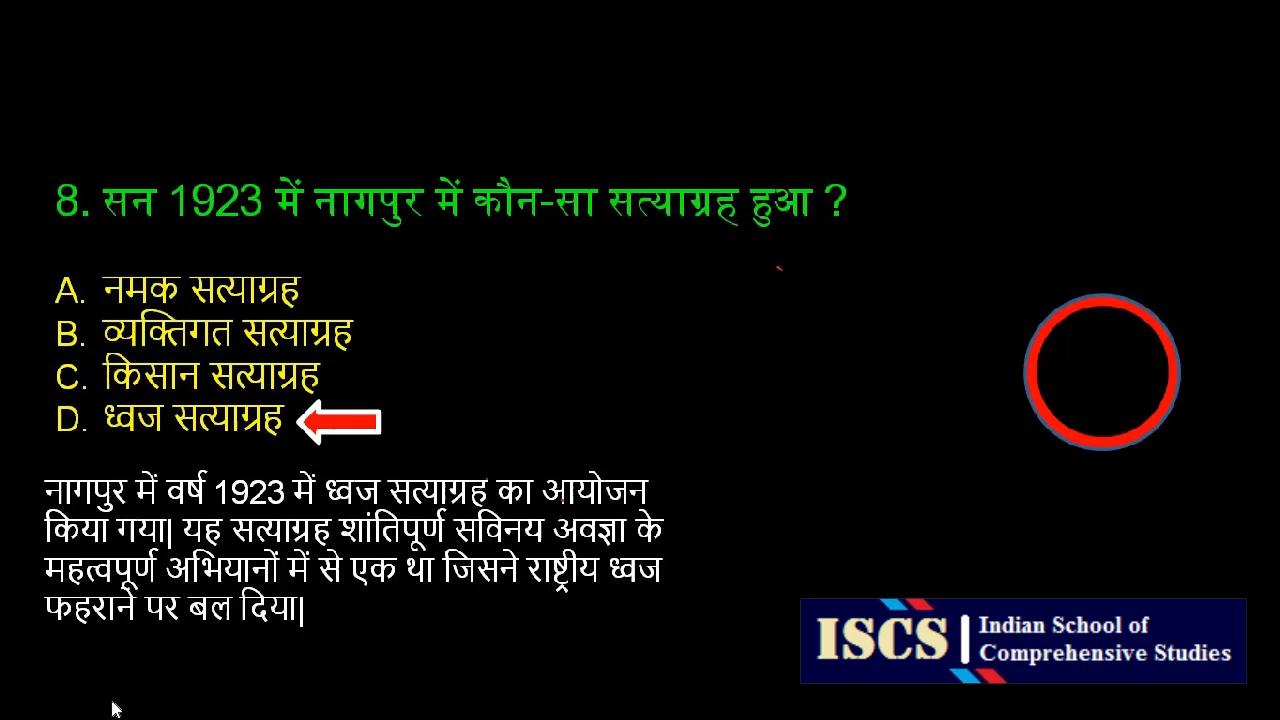 8. सन 1923 में नागपुर में कौन-सा सत्याग्रह हुआ ?
A. नमक सत्याग्रह
B. व्यक्तिगत सत्याग्रह
C. किसान सत्याग्रह
D. ध्वज सत्याग्रह
नागपुर में वर्ष 1923 में ध्वज सत्याग्रह का आयोजन
किया गया| यह सत्याग्रह शांतिपूर्ण सविनय अवज्ञा के
महत्वपूर्ण अभियानों में से एक था जिसने राष्ट्रीय ध्वज
फहराने पर बल दिया|
ISCS
Indian School of
Comprehensive Studies